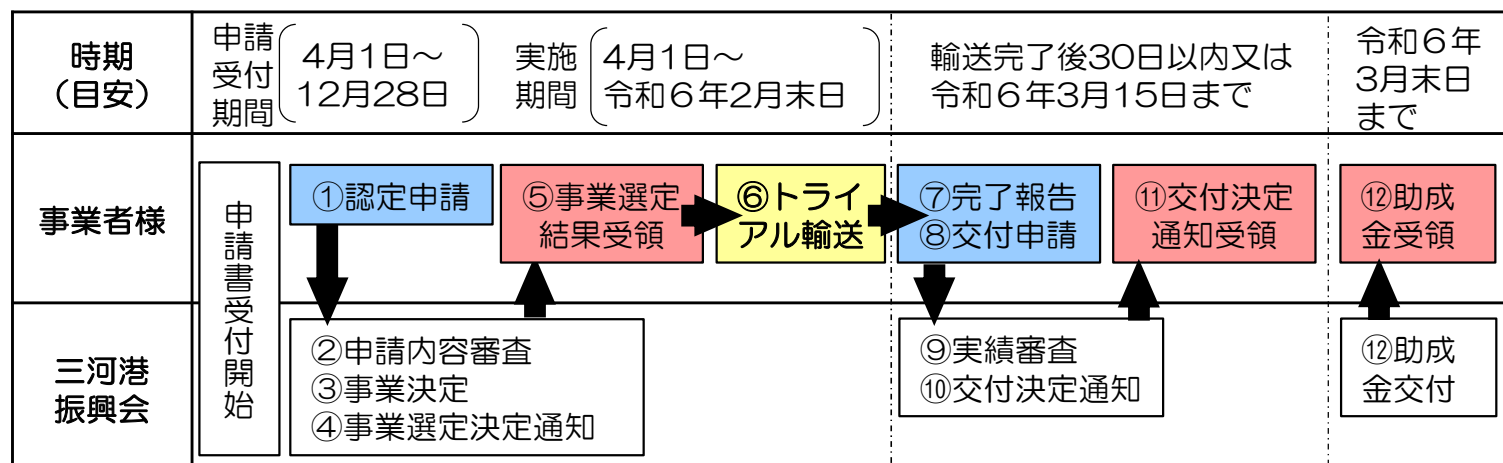 時期
（目安）
申請
受付
期間
4月1日～
12月28日
実施
期間
4月1日～
令和６年2月末日
輸送完了後30日以内又は
令和６年3月15日まで
令和６年
3月末日
まで
事業者様
申請書受付開始
①認定申請
⑤事業選定
結果受領
⑥トライ
アル輸送
⑦完了報告
⑧交付申請
⑪交付決定
通知受領
⑫助成
金受領
三河港
振興会
②申請内容審査
③事業決定
④事業選定決定通知
⑨実績審査
⑩交付決定通知
⑫助成
金交付